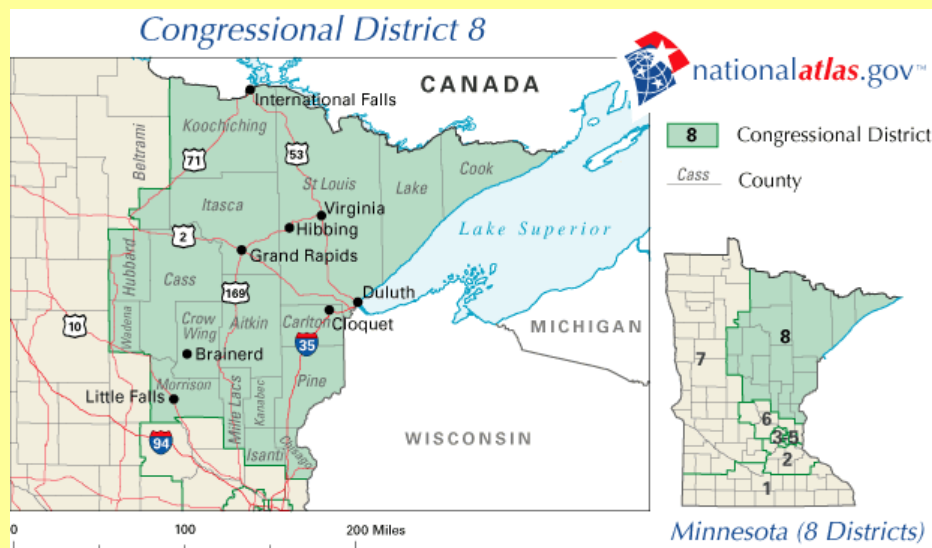 Congressional District 8
nationalatlas.gov™
CANADA
International Falls
8 Congressional District
Cass County
Koochiching
Beltrami
71
53
St Louis
Lake
Cook
Itasca
Virginia
Hibbing
2
Grand Rapids
Lake Superior
Hubbard
Cass
169
Duluth
Wadena
10
Crow
Wing
Aitkin
Carlton
Cloquet
35
MICHIGAN
Brainerd
Morrison
Little Falls
Mille Lacs
Kanabec
Pine
94
Isanti
Chisago
WISCONSIN
7
8
6
3
5
2
1
0 100 200 Miles
Minnesota (8 Districts)